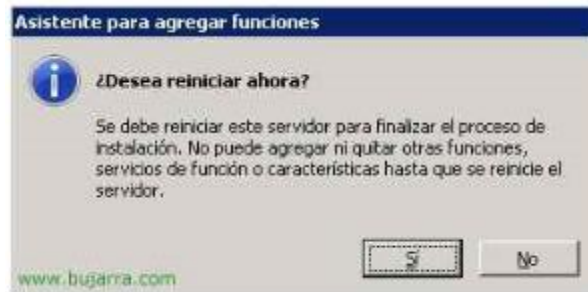 Asistente para agregar funciones
¿Desea reiniciar ahora?
Se debe reiniciar este servidor para finalizar el proceso de
instalación. No puede agregar ni quitar otras funciones,
servicios de función o características hasta que se reinicie el
servidor.
Sí
No
www.bujarra.com